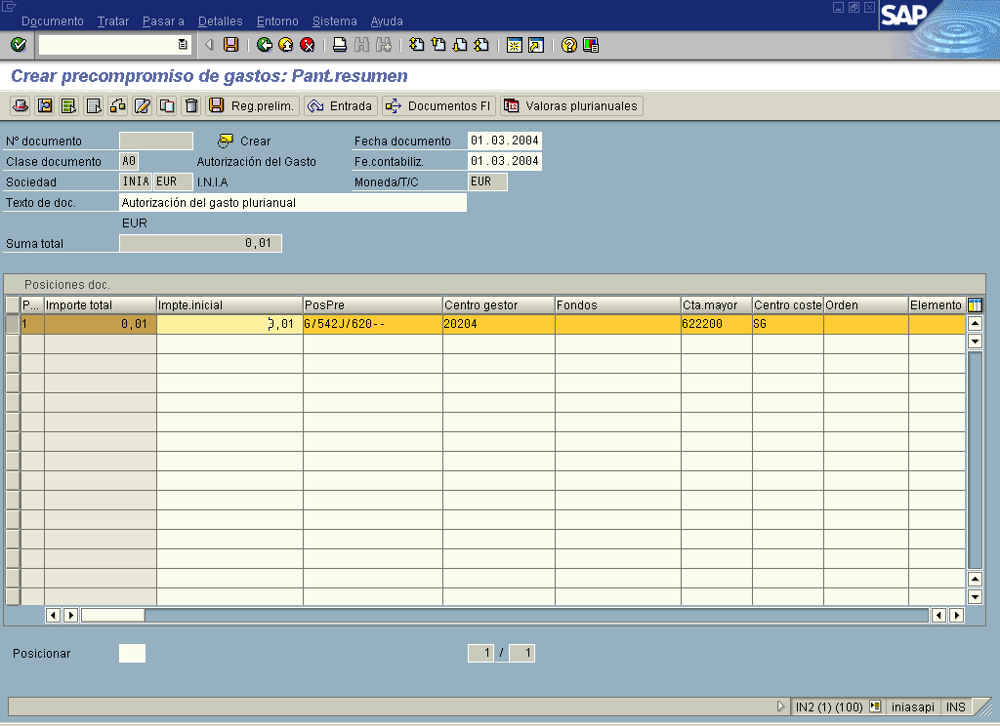 Documento Tratar Pasar a Detalles Entorno Sistema Ayuda
SAP
Crear precompromiso de gastos: Pant.resumen
Reg.prelim. Entrada Documentos FI Valoras plurianuales
Nº documento Crear Fecha documento 01.03.2004
Clase documento A0 Autorización del Gasto Fe.contabiliz. 01.03.2004
Sociedad INIA EUR I.N.I.A Moneda/T/C EUR
Texto de doc. Autorización del gasto plurianual
EUR
Suma total 0,01
Posiciones doc.
P... Importe total Impte.inicial PosPre Centro gestor Fondos Cta.mayor Centro coste Orden Elemento
1 0,01 0,01 G/542J/620-- 20204 622200 SG
Posicionar 1 / 1
IN2 (1) (100) iniasapi INS